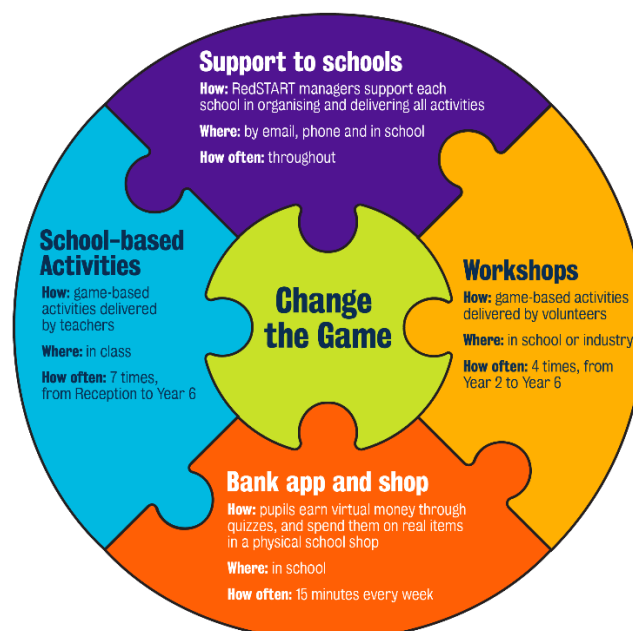 Support to schools
How: RedSTART managers support each
school in organising and delivering all activities
Where: by email, phone and in school
How often: throughout
School-based
Activities
How: game-based
activities delivered
by teachers
Where: in class
How often: 7 times,
from Reception to Year 6
Change
the Game
Workshops
How: game-based activities
delivered by volunteers
Where: in school or industry
How often: 4 times, from
Year 2 to Year 6
Bank app and shop
How: pupils earn virtual money through
quizzes, and spend them on real items
in a physical school shop
Where: in school
How often: 15 minutes every week